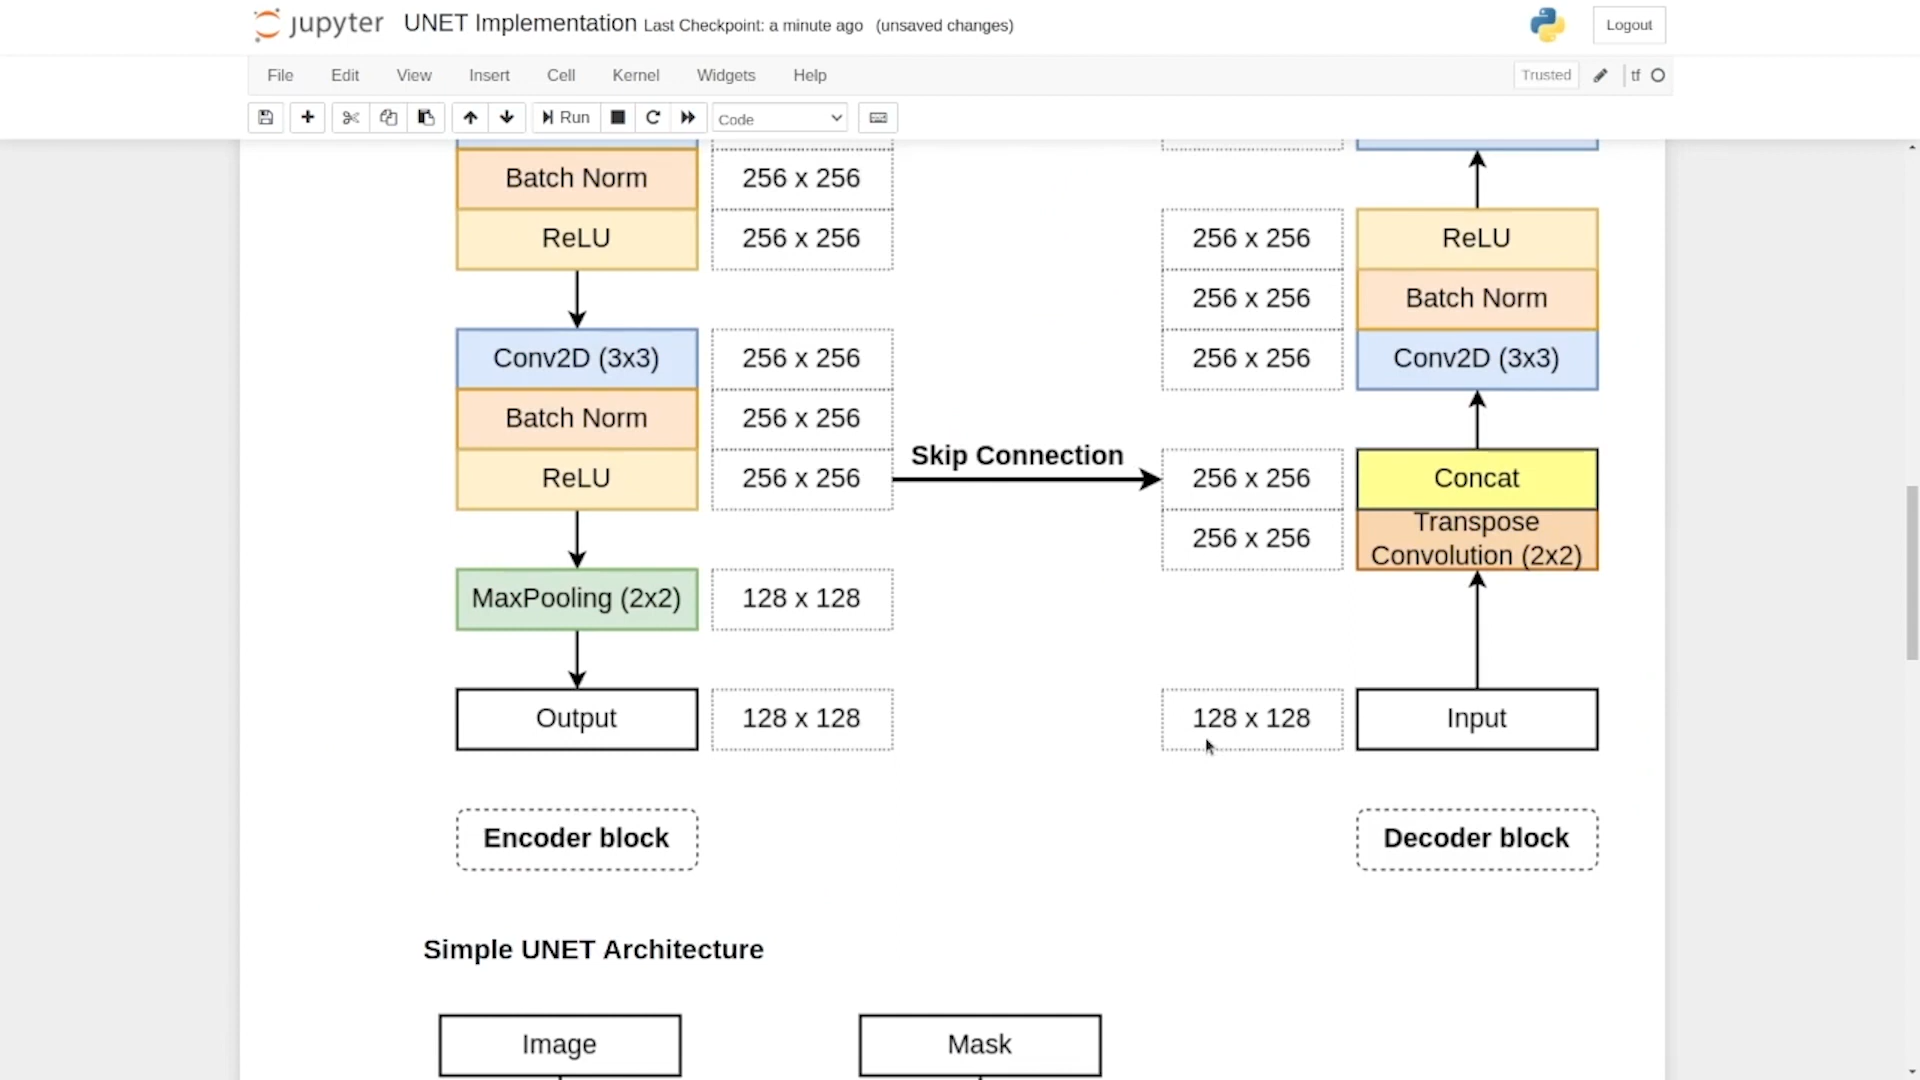 jupyter UNET Implementation Last Checkpoint: a minute ago (unsaved changes) Logout
File Edit View Insert Cell Kernel Widgets Help Trusted tf
Run Code
Batch Norm 256 x 256
ReLU 256 x 256 256 x 256 ReLU
256 x 256 Batch Norm
Conv2D (3x3) 256 x 256 256 x 256 Conv2D (3x3)
Batch Norm 256 x 256
Skip Connection
ReLU 256 x 256 256 x 256 Concat
256 x 256 Transpose
Convolution (2x2)
MaxPooling (2x2) 128 x 128
Output 128 x 128 128 x 128 Input
Encoder block Decoder block
Simple UNET Architecture
Image Mask